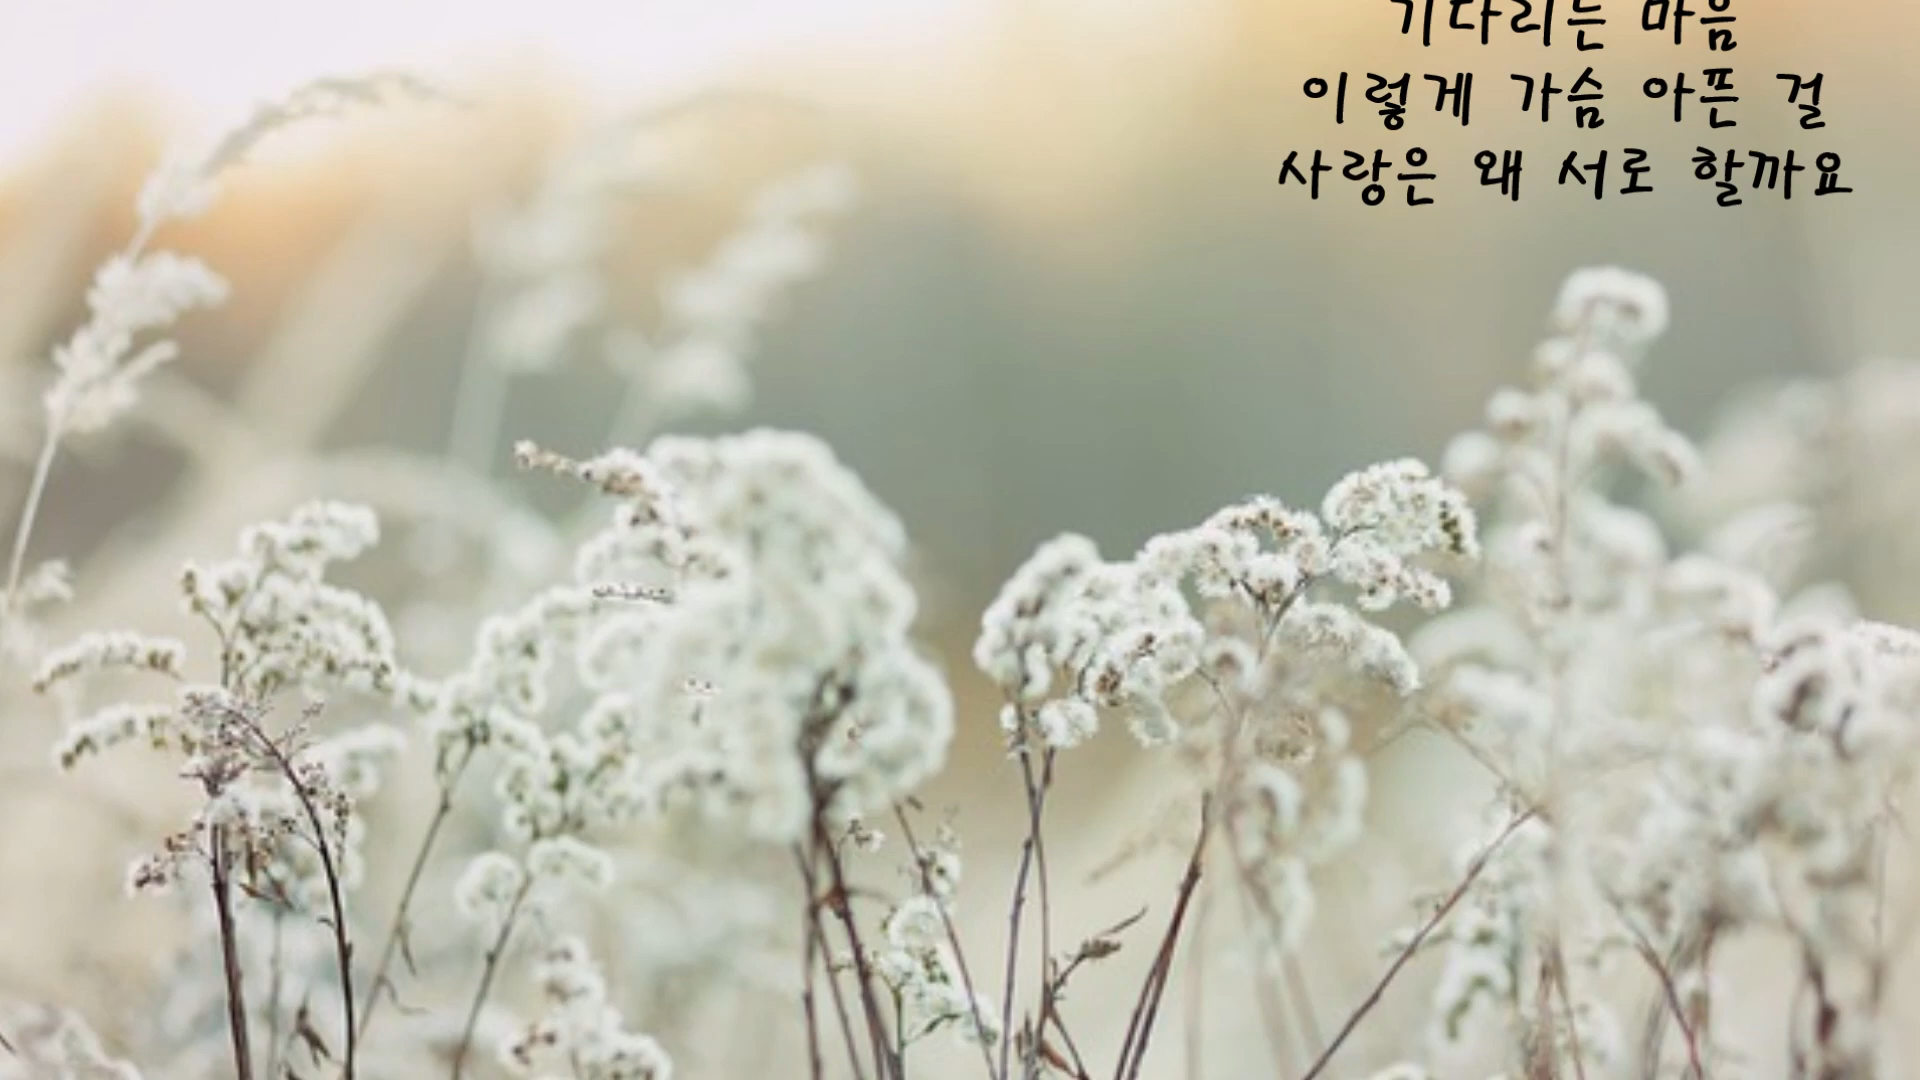 기다리는 마음
이렇게 가슴 아픈 걸
사랑은 왜 서로 할까요